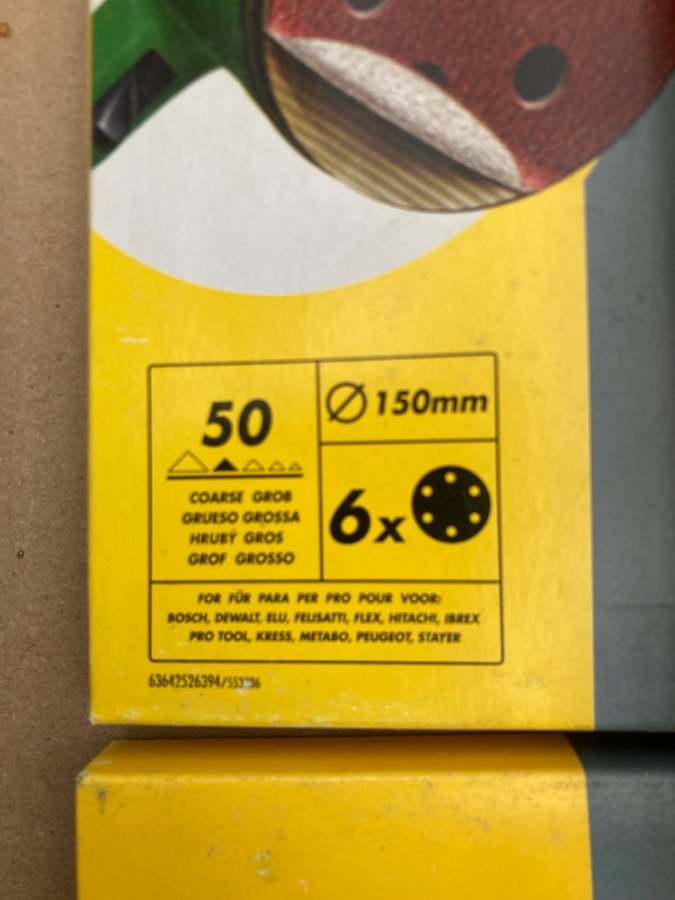 50
COARSE GROB
GRUESO GROSSA
HRUBÝ GROS
GROF GROSSO
Ø 150mm
6x
FOR FÜR PARA PER PRO POUR VOOR:
BOSCH, DEWALT, ELU, FELISATTI, FLEX, HITACHI, IBREX
PRO TOOL, KRESS, METABO, PEUGEOT, STAYER
63642526394/